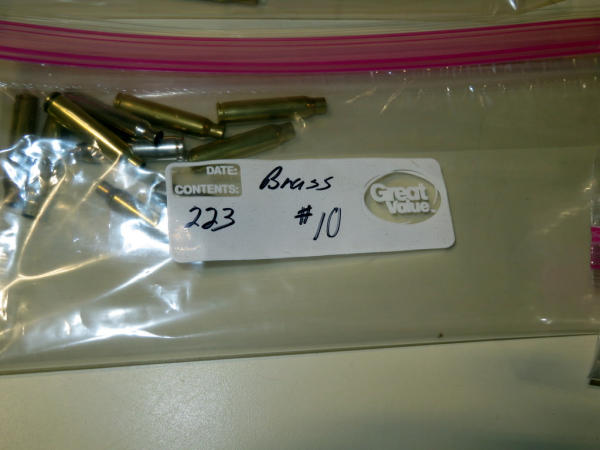 DATE: Brass
CONTENTS:
223 #10
Great Value.